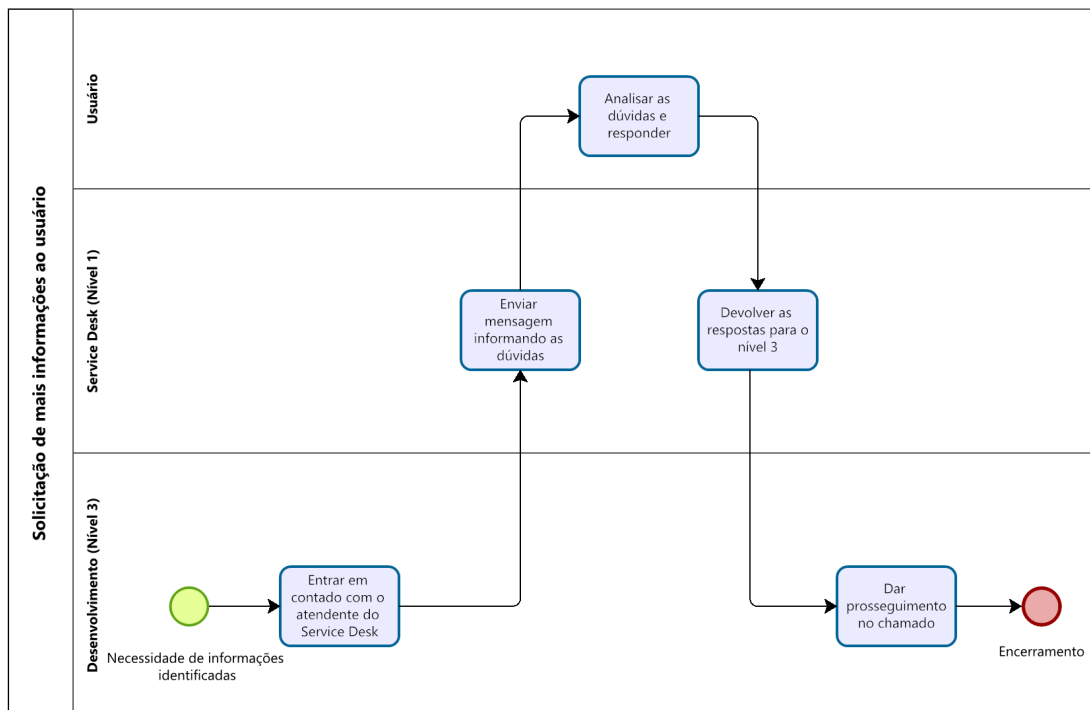 Solicitação de mais informações ao usuário
Usuário
Analisar as
dúvidas e
responder
Service Desk (Nível 1)
Enviar
mensagem
informando as
dúvidas
Devolver as
respostas para o
nível 3
Desenvolvimento (Nível 3)
Necessidade de informações
identificadas
Entrar em
contado com o
atendente do
Service Desk
Dar
prosseguimento
no chamado
Encerramento